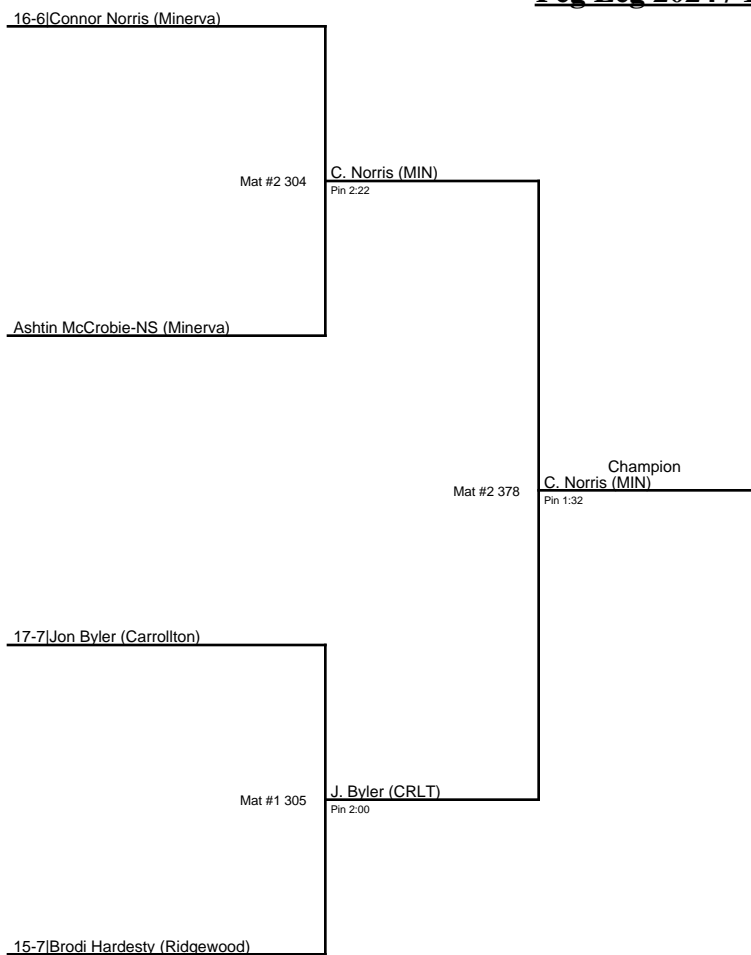 16-6|Connor Norris (Minerva)
C. Norris (MIN)
Mat #2 304
Pin 2:22
Ashtin McCrobie-NS (Minerva)
Champion
C. Norris (MIN)
Mat #2 378
Pin 1:32
17-7|Jon Byler (Carrollton)
J. Byler (CRLT)
Mat #1 305
Pin 2:00
15-7|Brodi Hardesty (Ridgewood)